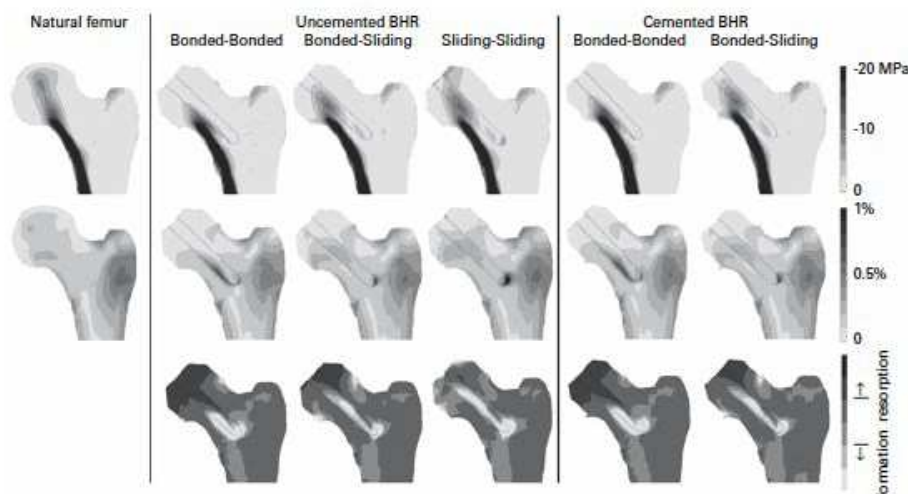 Natural femur
Uncemented BHR
Cemented BHR
Bonded-Bonded Bonded-Sliding Sliding-Sliding
Bonded-Bonded Bonded-Sliding
-20 MPa
-10
0
1%
0.5%
0
ormation resorption